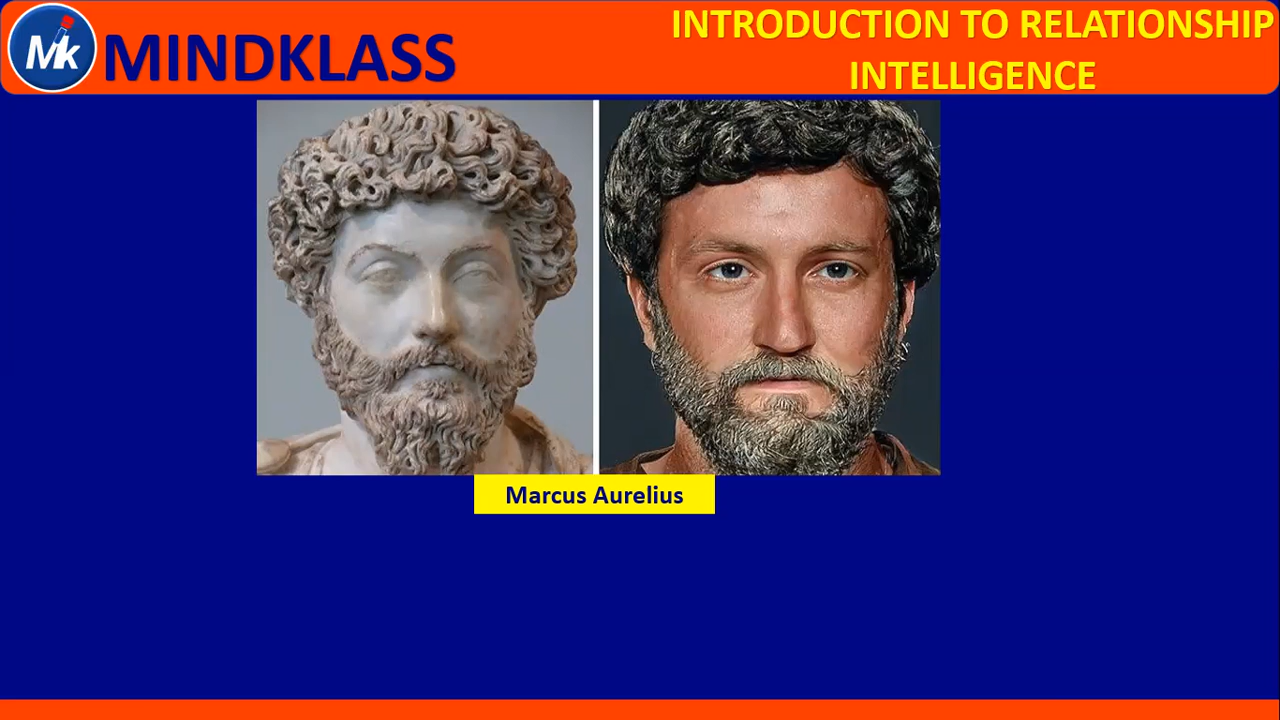 Mk MINDKLASS
INTRODUCTION TO RELATIONSHIP
INTELLIGENCE
Marcus Aurelius